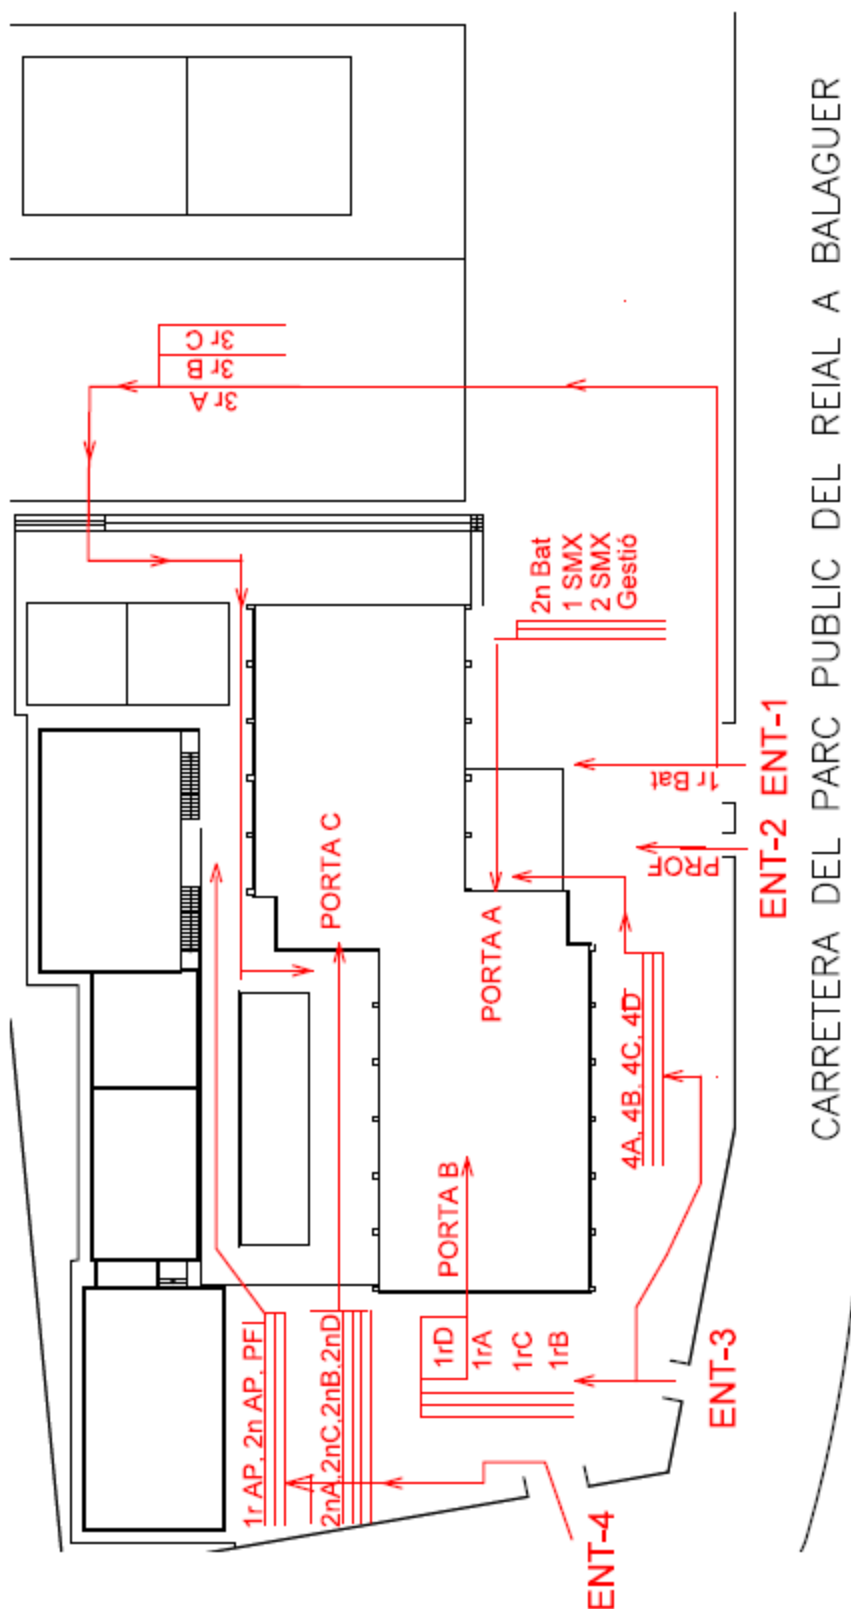 3r C
3r B
3r A
2n Bat
1 SMX
2 SMX
Gestió
PORTA C
PORTA A
PORTA B
1r Bat
PROF
ENT-1
ENT-2
4A, 4B, 4C, 4D
1r AP, 2n AP, PFI
2nA,2nC,2nB,2nD
1rD
1rA
1rC
1rB
ENT-3
ENT-4
CARRETERA DEL PARC PUBLIC DEL REIAL A BALAGUER